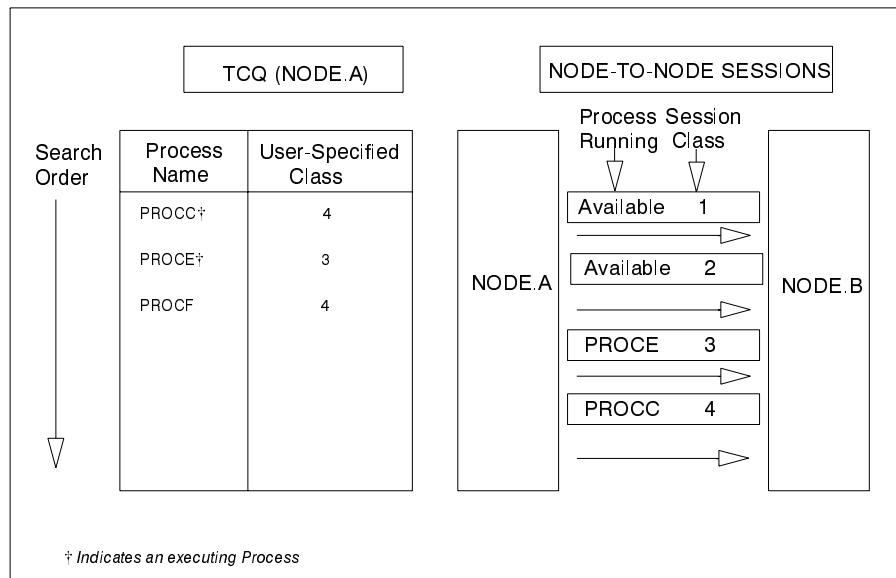 TCQ (NODE.A)
NODE-TO-NODE SESSIONS
Search
Order
Process
Name
User-Specified
Class
PROCC† 4
PROCE† 3
PROCF 4
Process Session
Running Class
NODE.A
Available 1
Available 2
PROCE 3
PROCC 4
NODE.B
† Indicates an executing Process